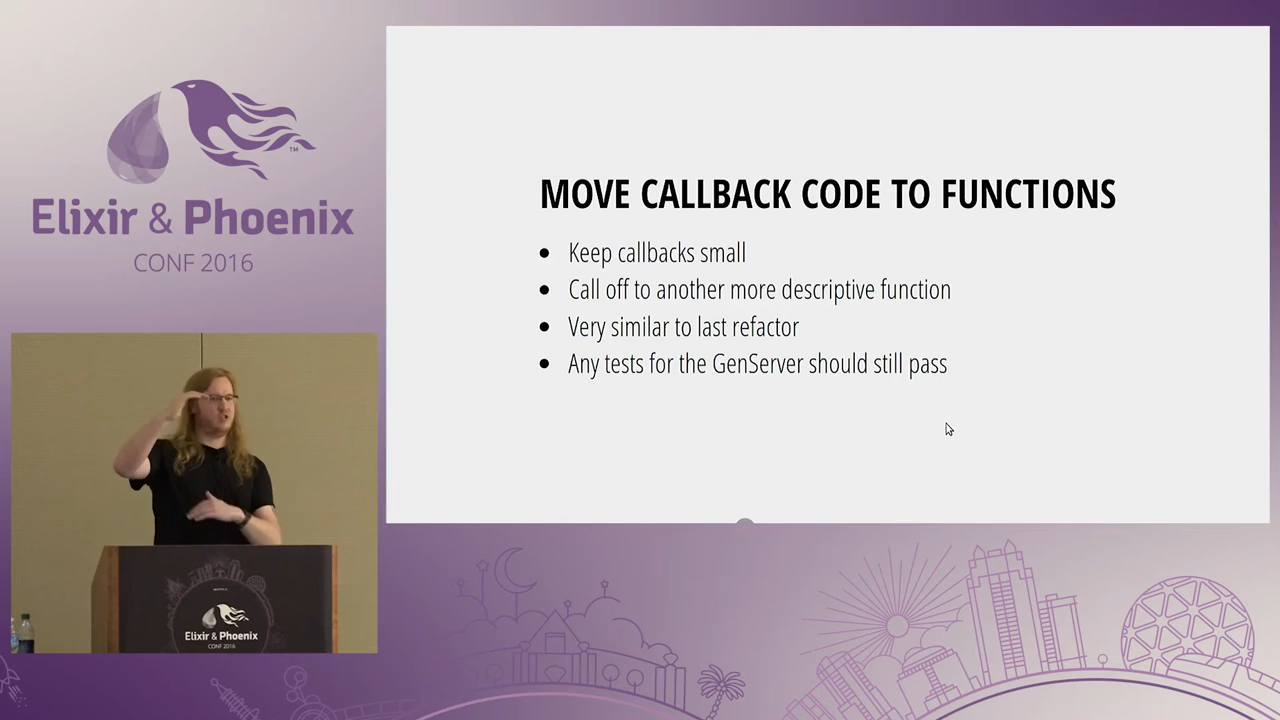 TM
Elixir & Phoenix
CONF 2016
MOVE CALLBACK CODE TO FUNCTIONS
• Keep callbacks small
• Call off to another more descriptive function
• Very similar to last refactor
• Any tests for the GenServer should still pass
Elixir & Phoenix
CONF 2016